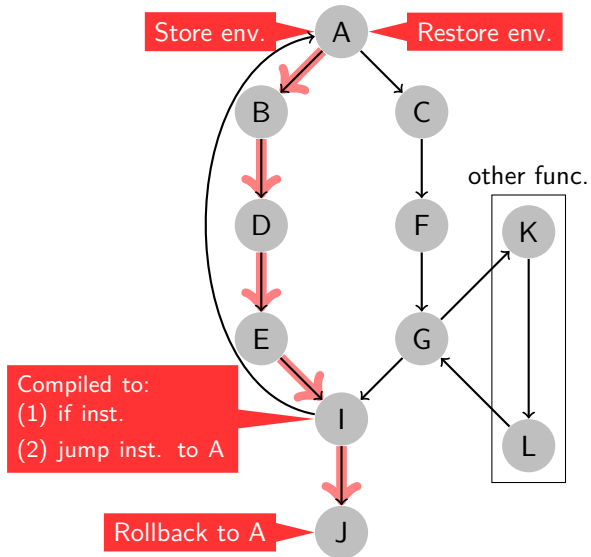 Store env.
A
Restore env.
B
C
other func.
D
F
K
E
G
Compiled to:
(1) if inst.
(2) jump inst. to A
I
L
Rollback to A
J